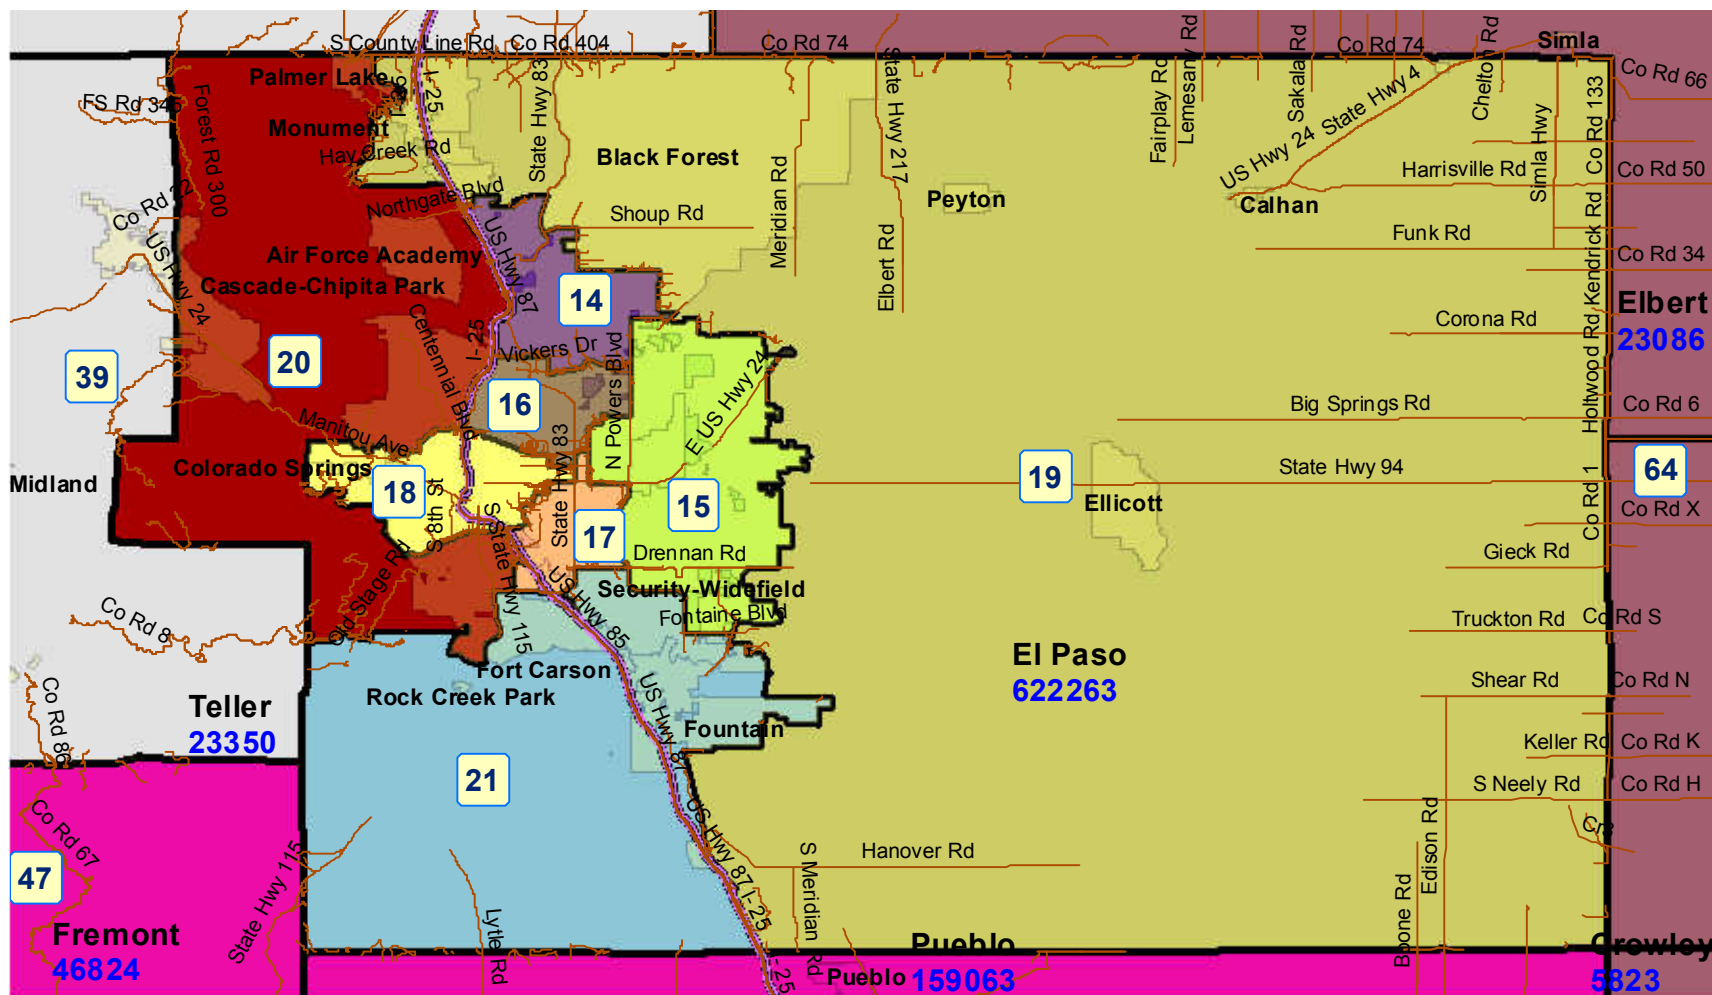 S County Line Rd
Co Rd 404
Co Rd 74
Co Rd 74
Simla
Palmer Lake
I-25
State Hwy 83
State Hwy 217
Fairplay Rd
Lemesany Rd
Sakala Rd
US Hwy 24
State Hwy 4
Chelton Rd
Simla Hwy
Co Rd 133
Co Rd 66
FS Rd 346
Forest Rd 300
Monument
Hay Creek Rd
Black Forest
Meridian Rd
Harrisville Rd
Co Rd 50
Co Rd 22
Northgate Blvd
Shoup Rd
Peyton
Calhan
Funk Rd
Kendrick Rd
Co Rd 34
US Hwy 24
Air Force Academy
US Hwy 87
Cascade-Chipita Park
14
Elbert Rd
Elbert
23086
Corona Rd
Holtwood Rd
Centennial Blvd
I-25
Vickers Dr
N Powers Blvd
E US Hwy 24
39
20
16
Big Springs Rd
Co Rd 6
Manitou Ave
State Hwy 83
Midland
Colorado Springs
18
S 8th St
19
State Hwy 94
64
Ellicott
15
Co Rd 1
Co Rd X
17
S State Hwy 115
Drennan Rd
Gieck Rd
Old Stage Rd
US Hwy 85
Security-Widefield
Fontaine Blvd
Co Rd 8
Truckton Rd
Co Rd S
El Paso
622263
Fort Carson
Rock Creek Park
US Hwy 87
Shear Rd
Co Rd N
Co Rd 86
Teller
23350
Fountain
Keller Rd
Co Rd K
21
S Neely Rd
Co Rd H
Co Rd 67
US Hwy 87
I-25
Hanover Rd
Edison Rd
47
State Hwy 115
Lytle Rd
S Meridian Rd
Boone Rd
Fremont
46824
Pueblo
Pueblo
159063
I-25
Crowley
5823